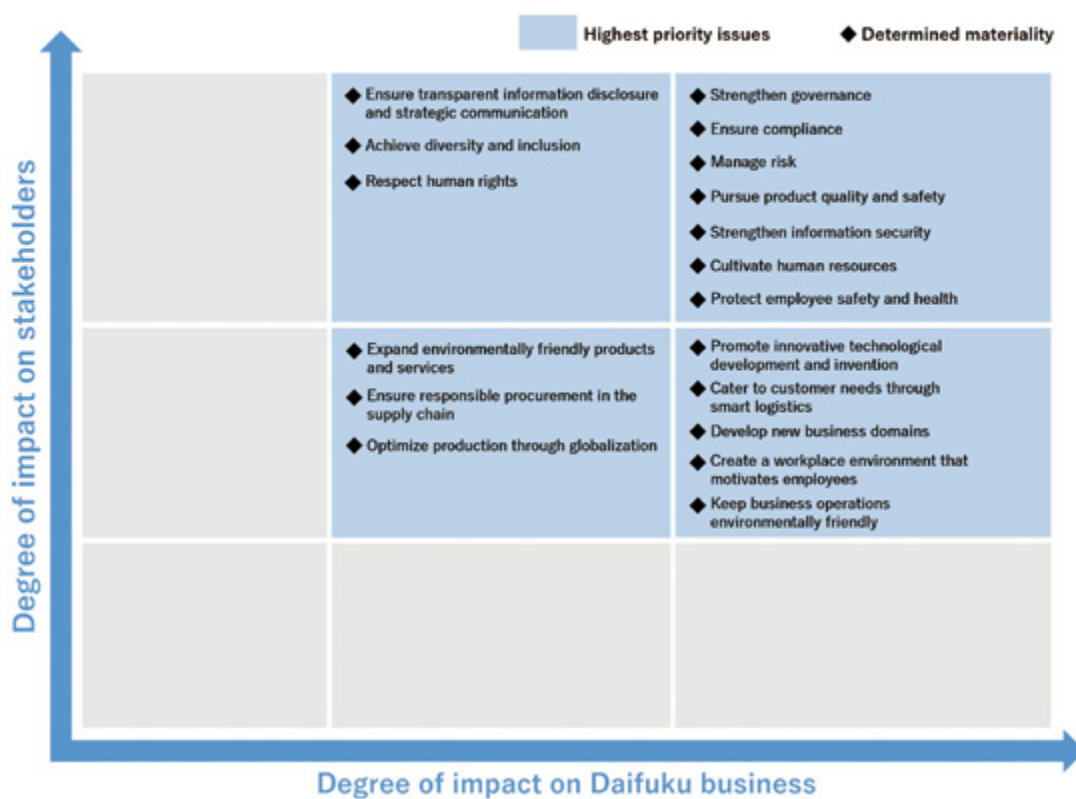 Highest priority issues
◆ Determined materiality
Degree of impact on stakeholders
◆ Ensure transparent information disclosure
and strategic communication
◆ Achieve diversity and inclusion
◆ Respect human rights
◆ Strengthen governance
◆ Ensure compliance
◆ Manage risk
◆ Pursue product quality and safety
◆ Strengthen information security
◆ Cultivate human resources
◆ Protect employee safety and health
◆ Expand environmentally friendly products
and services
◆ Ensure responsible procurement in the
supply chain
◆ Optimize production through globalization
◆ Promote innovative technological
development and invention
◆ Cater to customer needs through
smart logistics
◆ Develop new business domains
◆ Create a workplace environment that
motivates employees
◆ Keep business operations
environmentally friendly
Degree of impact on Daifuku business